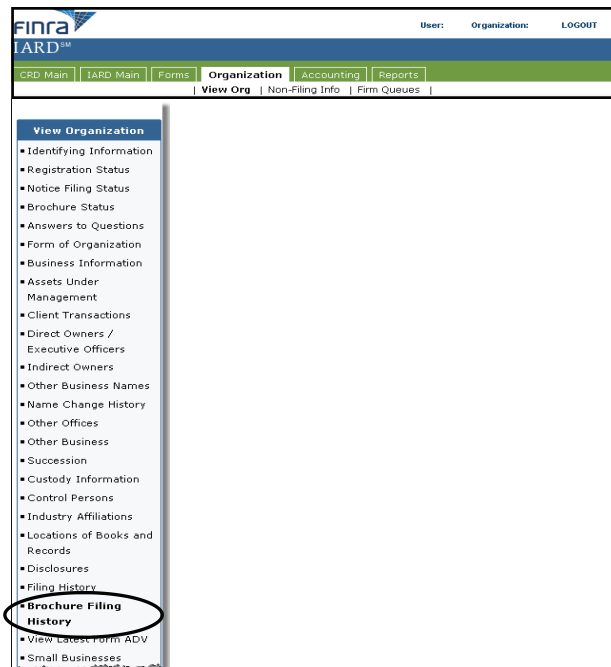 Finra
User: Organization: LOGOUT
IARD℠
CRD Main IARD Main Forms Organization Accounting Reports
| View Org | Non-Filing Info | Firm Queues |
View Organization
▪ Identifying Information
▪ Registration Status
▪ Notice Filing Status
▪ Brochure Status
▪ Answers to Questions
▪ Form of Organization
▪ Business Information
▪ Assets Under
Management
▪ Client Transactions
▪ Direct Owners /
Executive Officers
▪ Indirect Owners
▪ Other Business Names
▪ Name Change History
▪ Other Offices
▪ Other Business
▪ Succession
▪ Custody Information
▪ Control Persons
▪ Industry Affiliations
▪ Locations of Books and
Records
▪ Disclosures
▪ Filing History
▪ Brochure Filing
History
▪ View Latest Form ADV
▪ Small Businesses